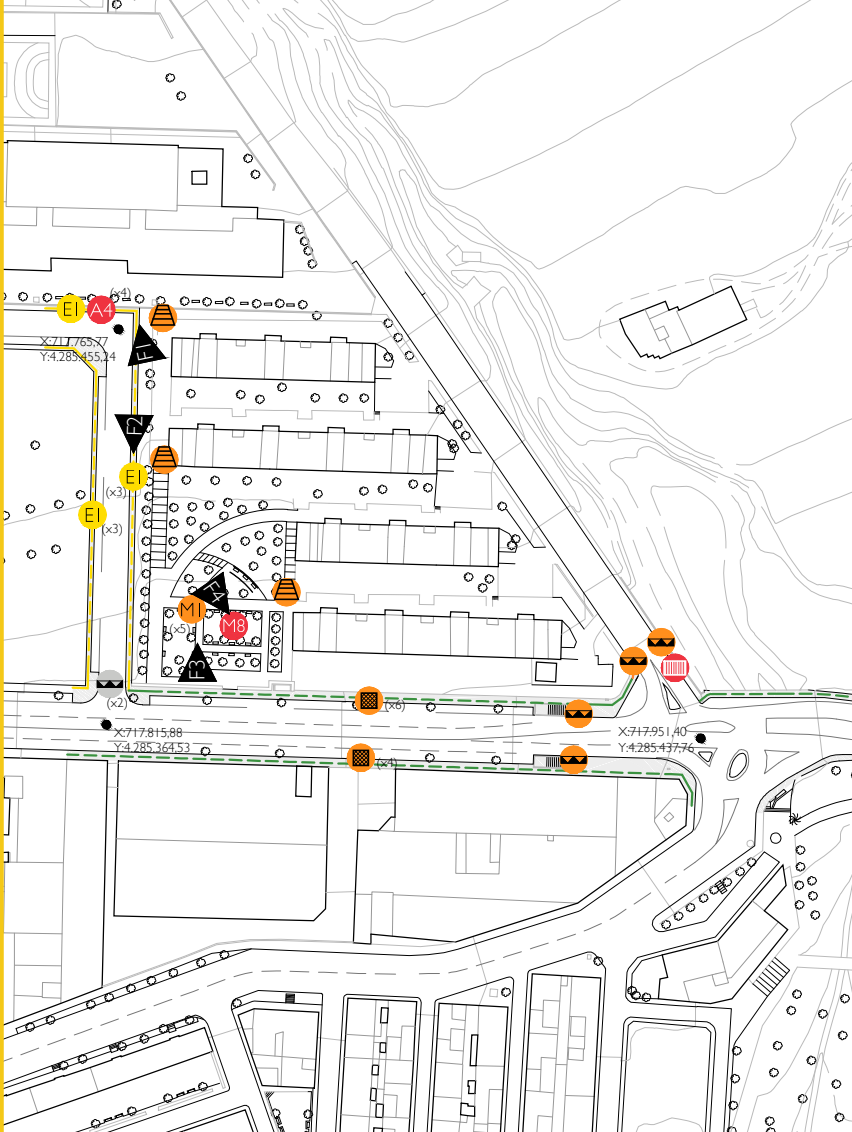 (x4)
E1
A4
X:717.765,77
Y:4.285.455,24
F1
F2
E1
(x3)
E1
(x3)
F4
M1
M8
(x5)
F3
(x2)
(x6)
X:717.815,88
Y:4.285.364,53
X:717.951,40
Y:4.285.437,76
(x4)